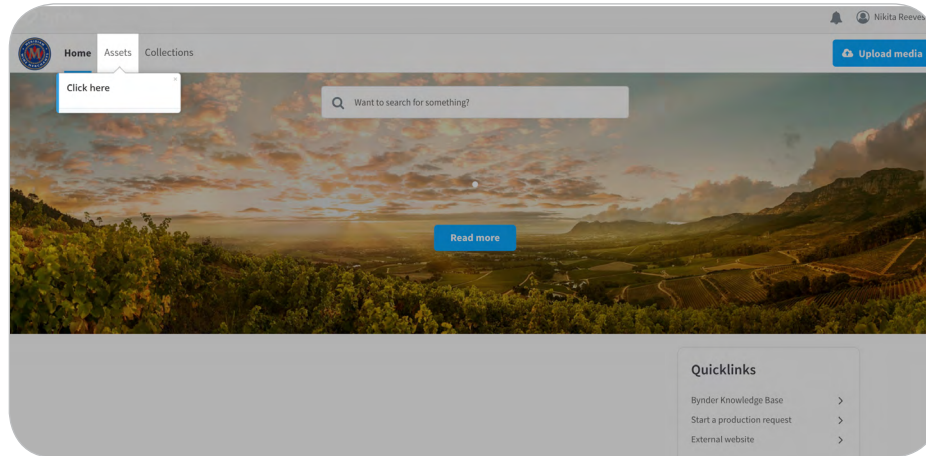 Nikita Reeves
Home Assets Collections
Upload media
Click here
Want to search for something?
Read more
Quicklinks
Bynder Knowledge Base
Start a production request
External website